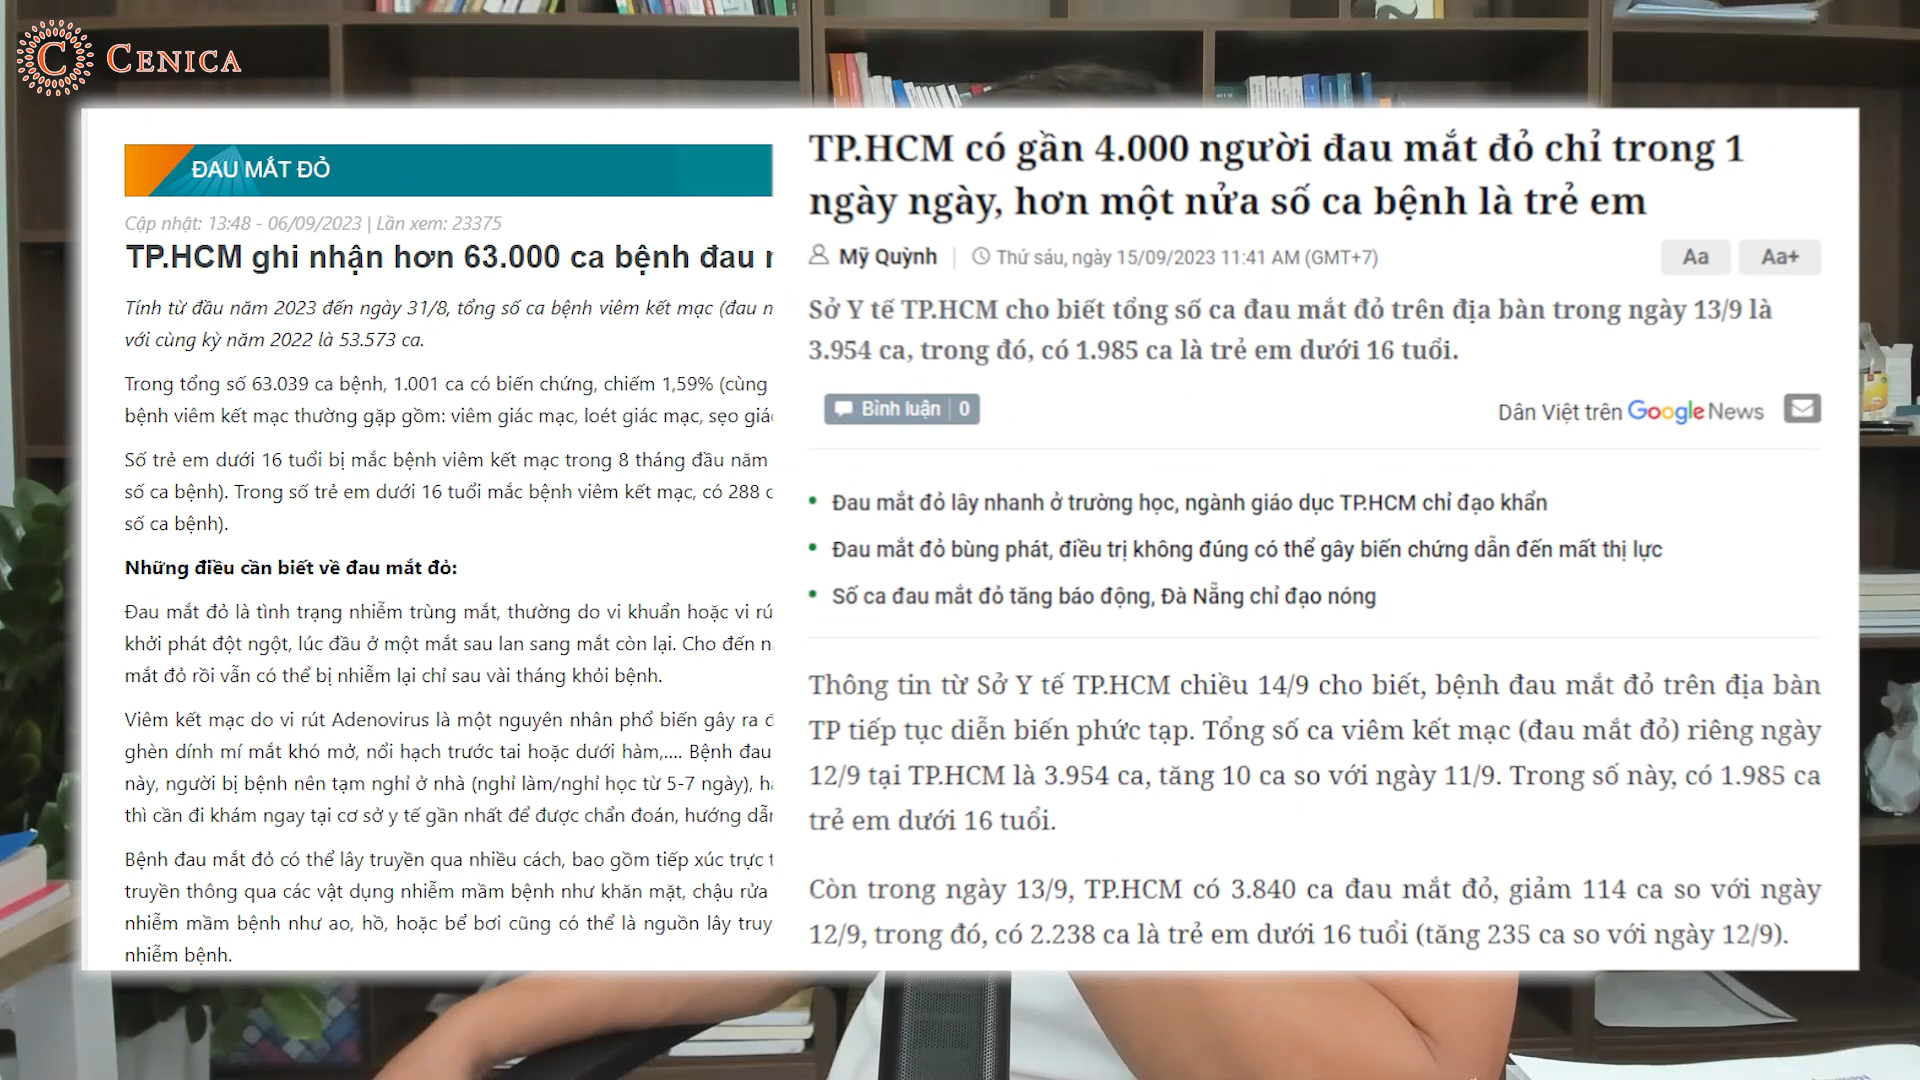 CENICA
ĐAU MẮT ĐỎ
Cập nhật: 13:48 - 06/09/2023 | Lần xem: 23375
TP.HCM ghi nhận hơn 63.000 ca bệnh đau
Tính từ đầu năm 2023 đến ngày 31/8, tổng số ca bệnh viêm kết mạc (đau
với cùng kỳ năm 2022 là 53.573 ca.
Trong tổng số 63.039 ca bệnh, 1.001 ca có biến chứng, chiếm 1,59% (cùng
bệnh viêm kết mạc thường gặp gồm: viêm giác mạc, loét giác mạc, sẹo
Số trẻ em dưới 16 tuổi bị mắc bệnh viêm kết mạc trong 8 tháng đầu năm
số ca bệnh). Trong số trẻ em dưới 16 tuổi mắc bệnh viêm kết mạc, có 288
số ca bệnh).
Những điều cần biết về đau mắt đỏ:
Đau mắt đỏ là tình trạng nhiễm trùng mắt, thường do vi khuẩn hoặc vi rú
khởi phát đột ngột, lúc đầu ở một mắt sau lan sang mắt còn lại. Cho đến
mắt đỏ rồi vẫn có thể bị nhiễm lại chỉ sau vài tháng khỏi bệnh.
Viêm kết mạc do vi rút Adenovirus là một nguyên nhân phổ biến gây ra
ghèn dính mí mắt khó mở, nổi hạch trước tai hoặc dưới hàm,.... Bệnh đau
này, người bị bệnh nên tạm nghỉ ở nhà (nghỉ làm/nghỉ học từ 5-7 ngày),
thì cần đi khám ngay tại cơ sở y tế gần nhất để được chẩn đoán, hướng
Bệnh đau mắt đỏ có thể lây truyền qua nhiều cách, bao gồm tiếp xúc trực
truyền thông qua các vật dụng nhiễm mầm bệnh như khăn mặt, chậu rửa
nhiễm mầm bệnh như ao, hồ, hoặc bể bơi cũng có thể là nguồn lây
nhiễm bệnh.
TP.HCM có gần 4.000 người đau mắt đỏ chỉ trong 1
ngày ngày, hơn một nửa số ca bệnh là trẻ em
Mỹ Quỳnh | Thứ sáu, ngày 15/09/2023 11:41 AM (GMT+7)
Aa Aa+
Sở Y tế TP.HCM cho biết tổng số ca đau mắt đỏ trên địa bàn trong ngày 13/9 là
3.954 ca, trong đó, có 1.985 ca là trẻ em dưới 16 tuổi.
Bình luận | 0
Dân Việt trên Google News
Đau mắt đỏ lây nhanh ở trường học, ngành giáo dục TP.HCM chỉ đạo khẩn
Đau mắt đỏ bùng phát, điều trị không đúng có thể gây biến chứng dẫn đến mất thị lực
Số ca đau mắt đỏ tăng báo động, Đà Nẵng chỉ đạo nóng
Thông tin từ Sở Y tế TP.HCM chiều 14/9 cho biết, bệnh đau mắt đỏ trên địa bàn
TP tiếp tục diễn biến phức tạp. Tổng số ca viêm kết mạc (đau mắt đỏ) riêng ngày
12/9 tại TP.HCM là 3.954 ca, tăng 10 ca so với ngày 11/9. Trong số này, có 1.985 ca
trẻ em dưới 16 tuổi.
Còn trong ngày 13/9, TP.HCM có 3.840 ca đau mắt đỏ, giảm 114 ca so với ngày
12/9, trong đó, có 2.238 ca là trẻ em dưới 16 tuổi (tăng 235 ca so với ngày 12/9).